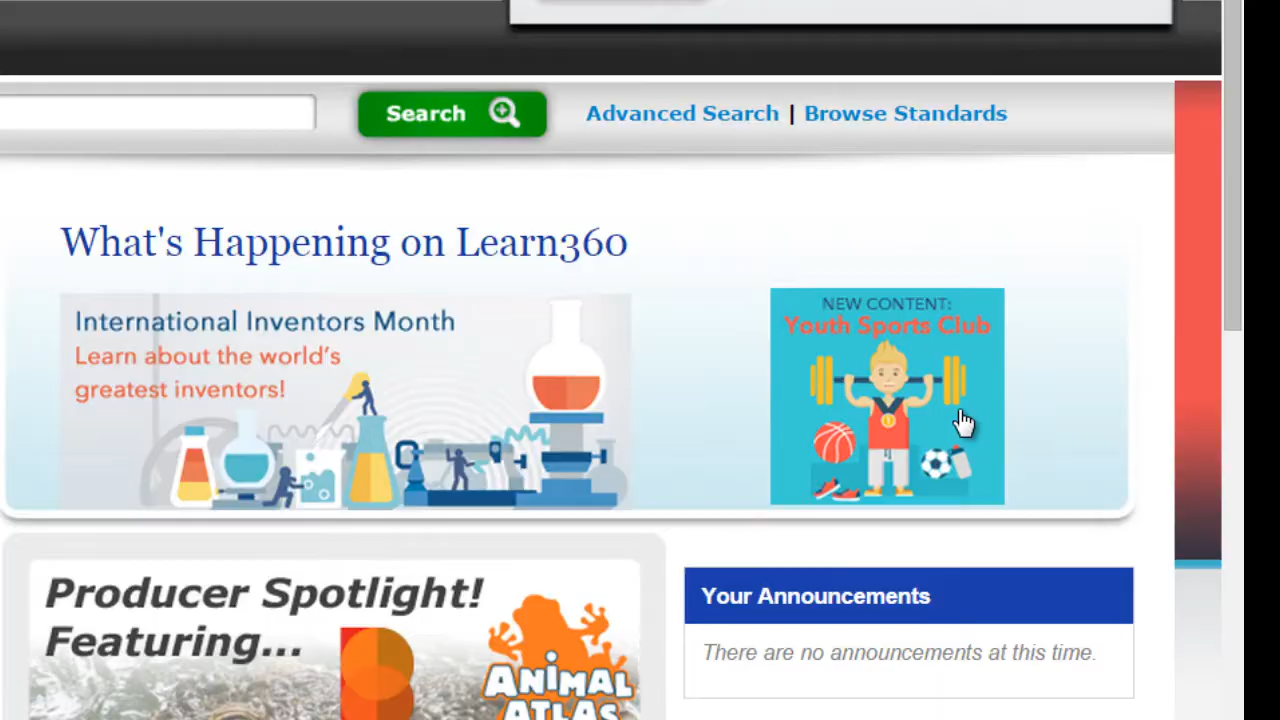 Search
Advanced Search | Browse Standards
What's Happening on Learn360
International Inventors Month
Learn about the world's
greatest inventors!
NEW CONTENT:
Youth Sports Club
Producer Spotlight!
Featuring...
ANIMAL
ATLAS
Your Announcements
There are no announcements at this time.